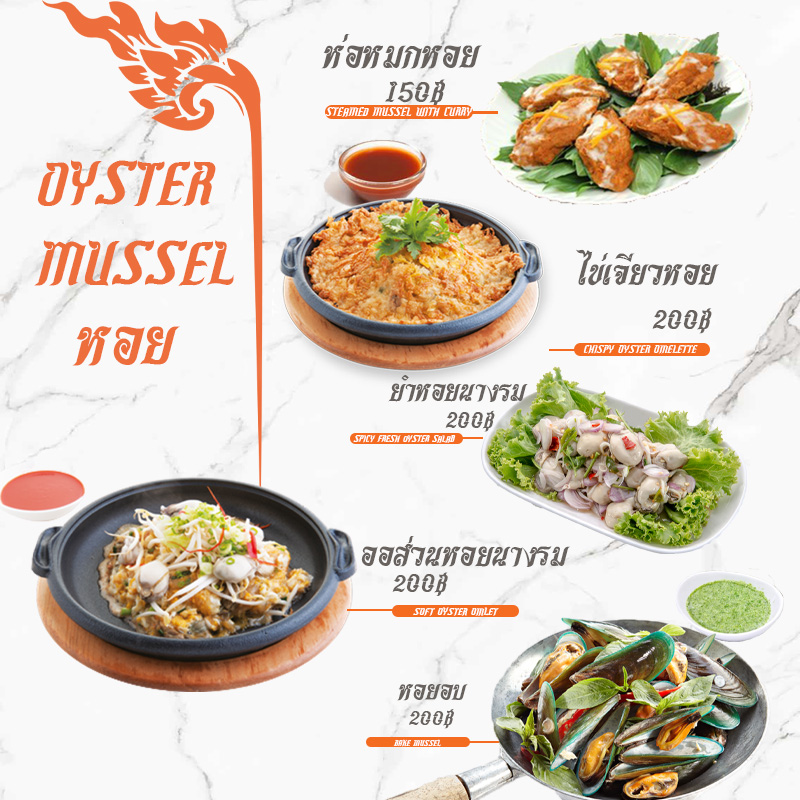 OYSTER
MUSSEL
หอย
ห่อหมกหอย
150฿
STEAMED MUSSEL WITH CURRY
ไข่เจียวหอย
200฿
CRISPY OYSTER OMELETTE
ยำหอยนางรม
200฿
SPICY FRESH OYSTER SALAD
ออส่วนหอยนางรม
200฿
SOFT OYSTER OMLET
หอยอบ
200฿
BAKE MUSSEL